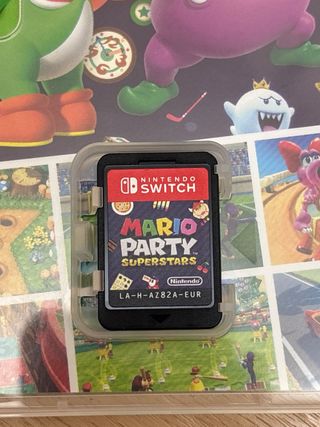 NINTENDO
SWITCH
MARIO
PARTY
SUPERSTARS
Nintendo
LA-H-AZ82A-EUR